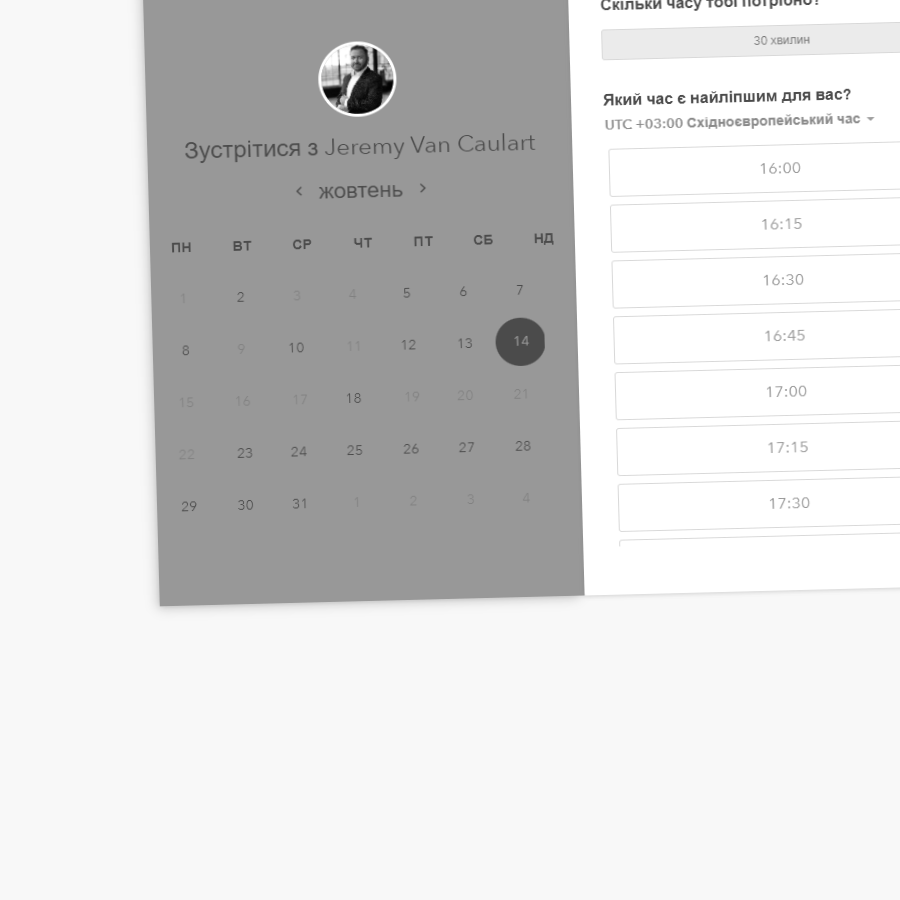 Зустрітися з Jeremy Van Caulart
‹ жовтень ›
ПН ВТ СР ЧТ ПТ СБ НД
1 2 3 4 5 6 7
8 9 10 11 12 13 14
15 16 17 18 19 20 21
22 23 24 25 26 27 28
29 30 31 1 2 3 4
Скільки часу тобі потрібно?
30 хвилин
Який час є найліпшим для вас?
UTC +03:00 Східноєвропейський час
16:00
16:15
16:30
16:45
17:00
17:15
17:30